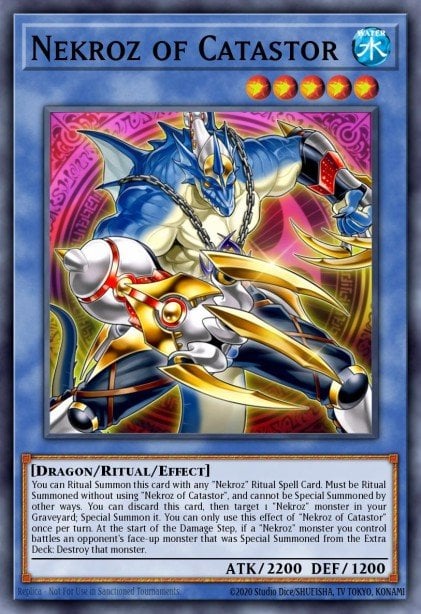 Nekroz of Catastor
WATER
水
[Dragon/Ritual/Effect]
You can Ritual Summon this card with any "Nekroz" Ritual Spell Card. Must be Ritual
Summoned without using "Nekroz of Catastor", and cannot be Special Summoned by
other ways. You can discard this card, then target 1 "Nekroz" monster in your
Graveyard; Special Summon it. You can only use this effect of "Nekroz of Catastor"
once per turn. At the start of the Damage Step, if a "Nekroz" monster you control
battles an opponent's face-up monster that was Special Summoned from the Extra
Deck: Destroy that monster.
ATK/2200 DEF/1200
Replica - Not For Use in Sanctioned Tournaments. ©2020 Studio Dice/SHUEISHA, TV TOKYO, KONAMI